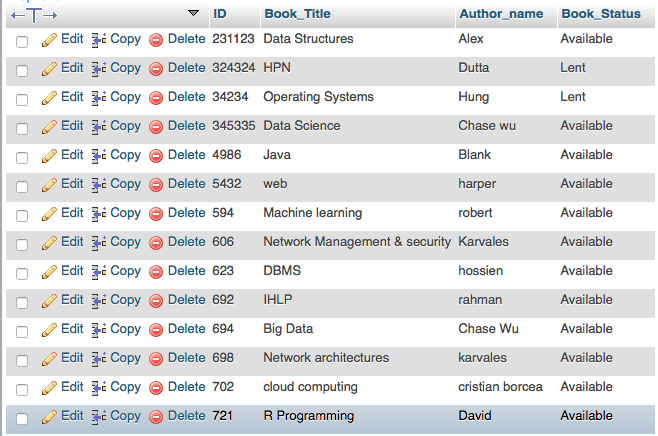 ID Book_Title Author_name Book_Status
Edit Copy Delete 231123 Data Structures Alex Available
Edit Copy Delete 324324 HPN Dutta Lent
Edit Copy Delete 34234 Operating Systems Hung Lent
Edit Copy Delete 345335 Data Science Chase wu Available
Edit Copy Delete 4986 Java Blank Available
Edit Copy Delete 5432 web harper Available
Edit Copy Delete 594 Machine learning robert Available
Edit Copy Delete 606 Network Management & security Karvales Available
Edit Copy Delete 623 DBMS hossien Available
Edit Copy Delete 692 IHLP rahman Available
Edit Copy Delete 694 Big Data Chase Wu Available
Edit Copy Delete 698 Network architectures karvales Available
Edit Copy Delete 702 cloud computing cristian borcea Available
Edit Copy Delete 721 R Programming David Available